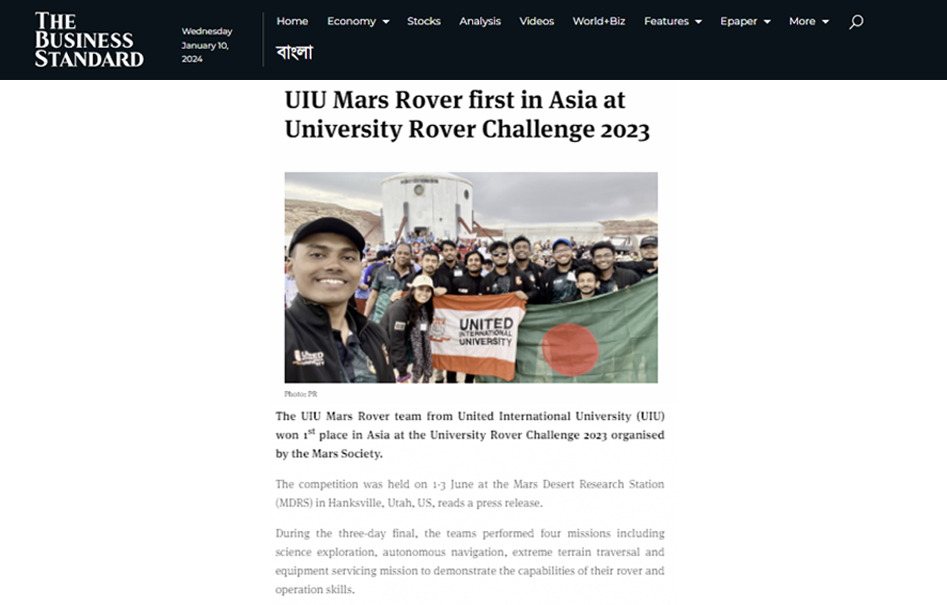 THE
BUSINESS
STANDARD
Wednesday
January 10,
2024
Home Economy Stocks Analysis Videos World+Biz Features Epaper More
বাংলা
UIU Mars Rover first in Asia at
University Rover Challenge 2023
UNITED
INTERNATIONAL
UNIVERSITY
UNITED
Photo: PR
The UIU Mars Rover team from United International University (UIU)
won 1st place in Asia at the University Rover Challenge 2023 organised
by the Mars Society.
The competition was held on 1-3 June at the Mars Desert Research Station
(MDRS) in Hanksville, Utah, US, reads a press release.
During the three-day final, the teams performed four missions including
science exploration, autonomous navigation, extreme terrain traversal and
equipment servicing mission to demonstrate the capabilities of their rover and
operation skills.